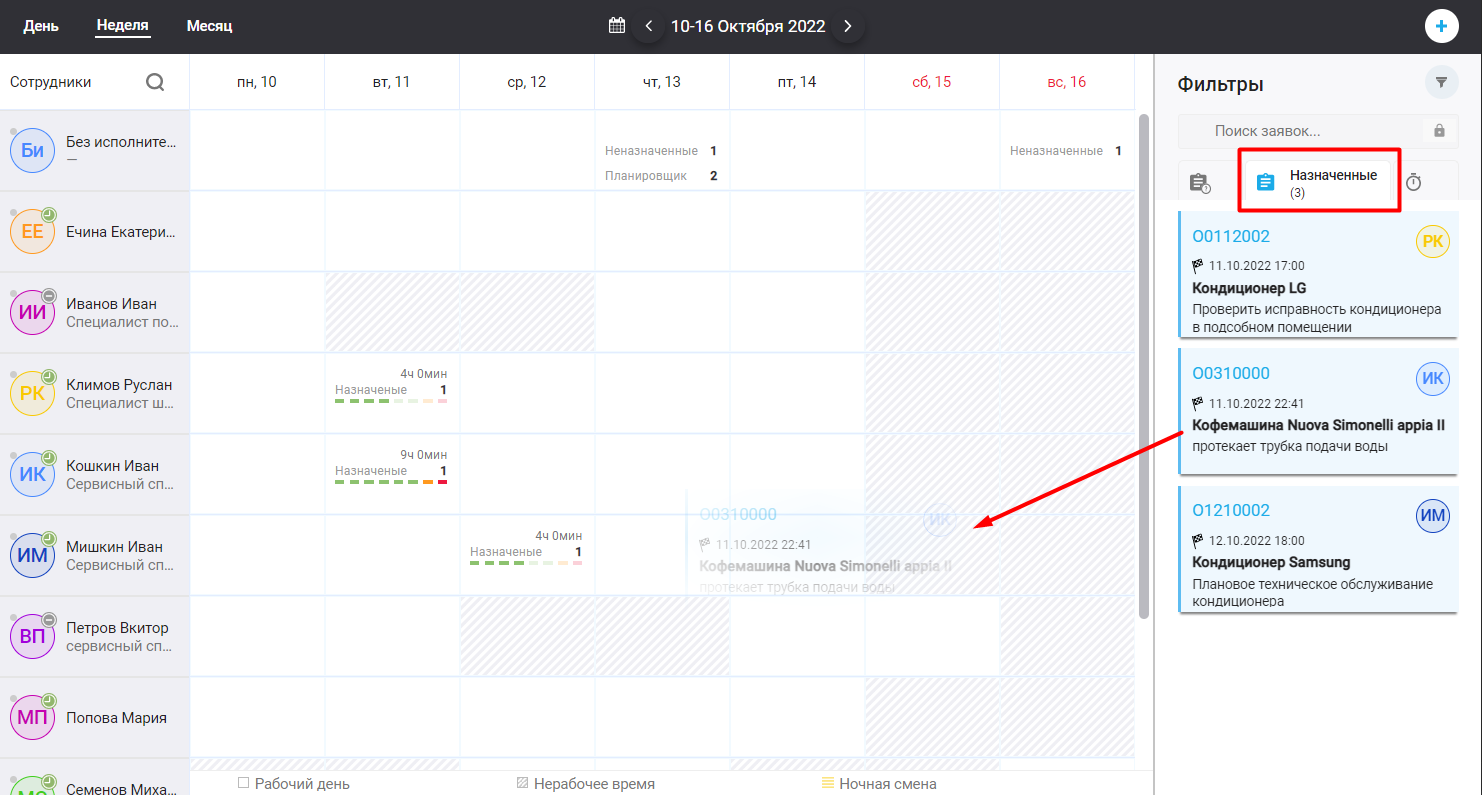 День
Неделя
Месяц
10-16 Октября 2022
Сотрудники
пн, 10
вт, 11
ср, 12
чт, 13
пт, 14
сб, 15
вс, 16
Би
Без исполните...
—
Неназначенные 1
Планировщик 2
Неназначенные 1
ЕЕ
Ечина Екатери...
ИИ
Иванов Иван
Специалист по...
РК
Климов Руслан
Специалист ш...
4ч 0мин
Назначеные 1
ИК
Кошкин Иван
Сервисный сп...
9ч 0мин
Назначеные 1
ИМ
Мишкин Иван
Сервисный сп...
4ч 0мин
Назначеные 1
O0310000
ИК
11.10.2022 22:41
Кофемашина Nuova Simonelli appia II
протекает трубка подачи воды
ВП
Петров Вкитор
сервисный сп...
МП
Попова Мария
Семенов Миха...
Рабочий день
Нерабочее время
Ночная смена
Фильтры
Поиск заявок...
Назначенные
(3)
O0112002
РК
11.10.2022 17:00
Кондиционер LG
Проверить исправность кондиционера
в подсобном помещении
O0310000
ИК
11.10.2022 22:41
Кофемашина Nuova Simonelli appia II
протекает трубка подачи воды
O1210002
ИМ
12.10.2022 18:00
Кондиционер Samsung
Плановое техническое обслуживание
кондиционера